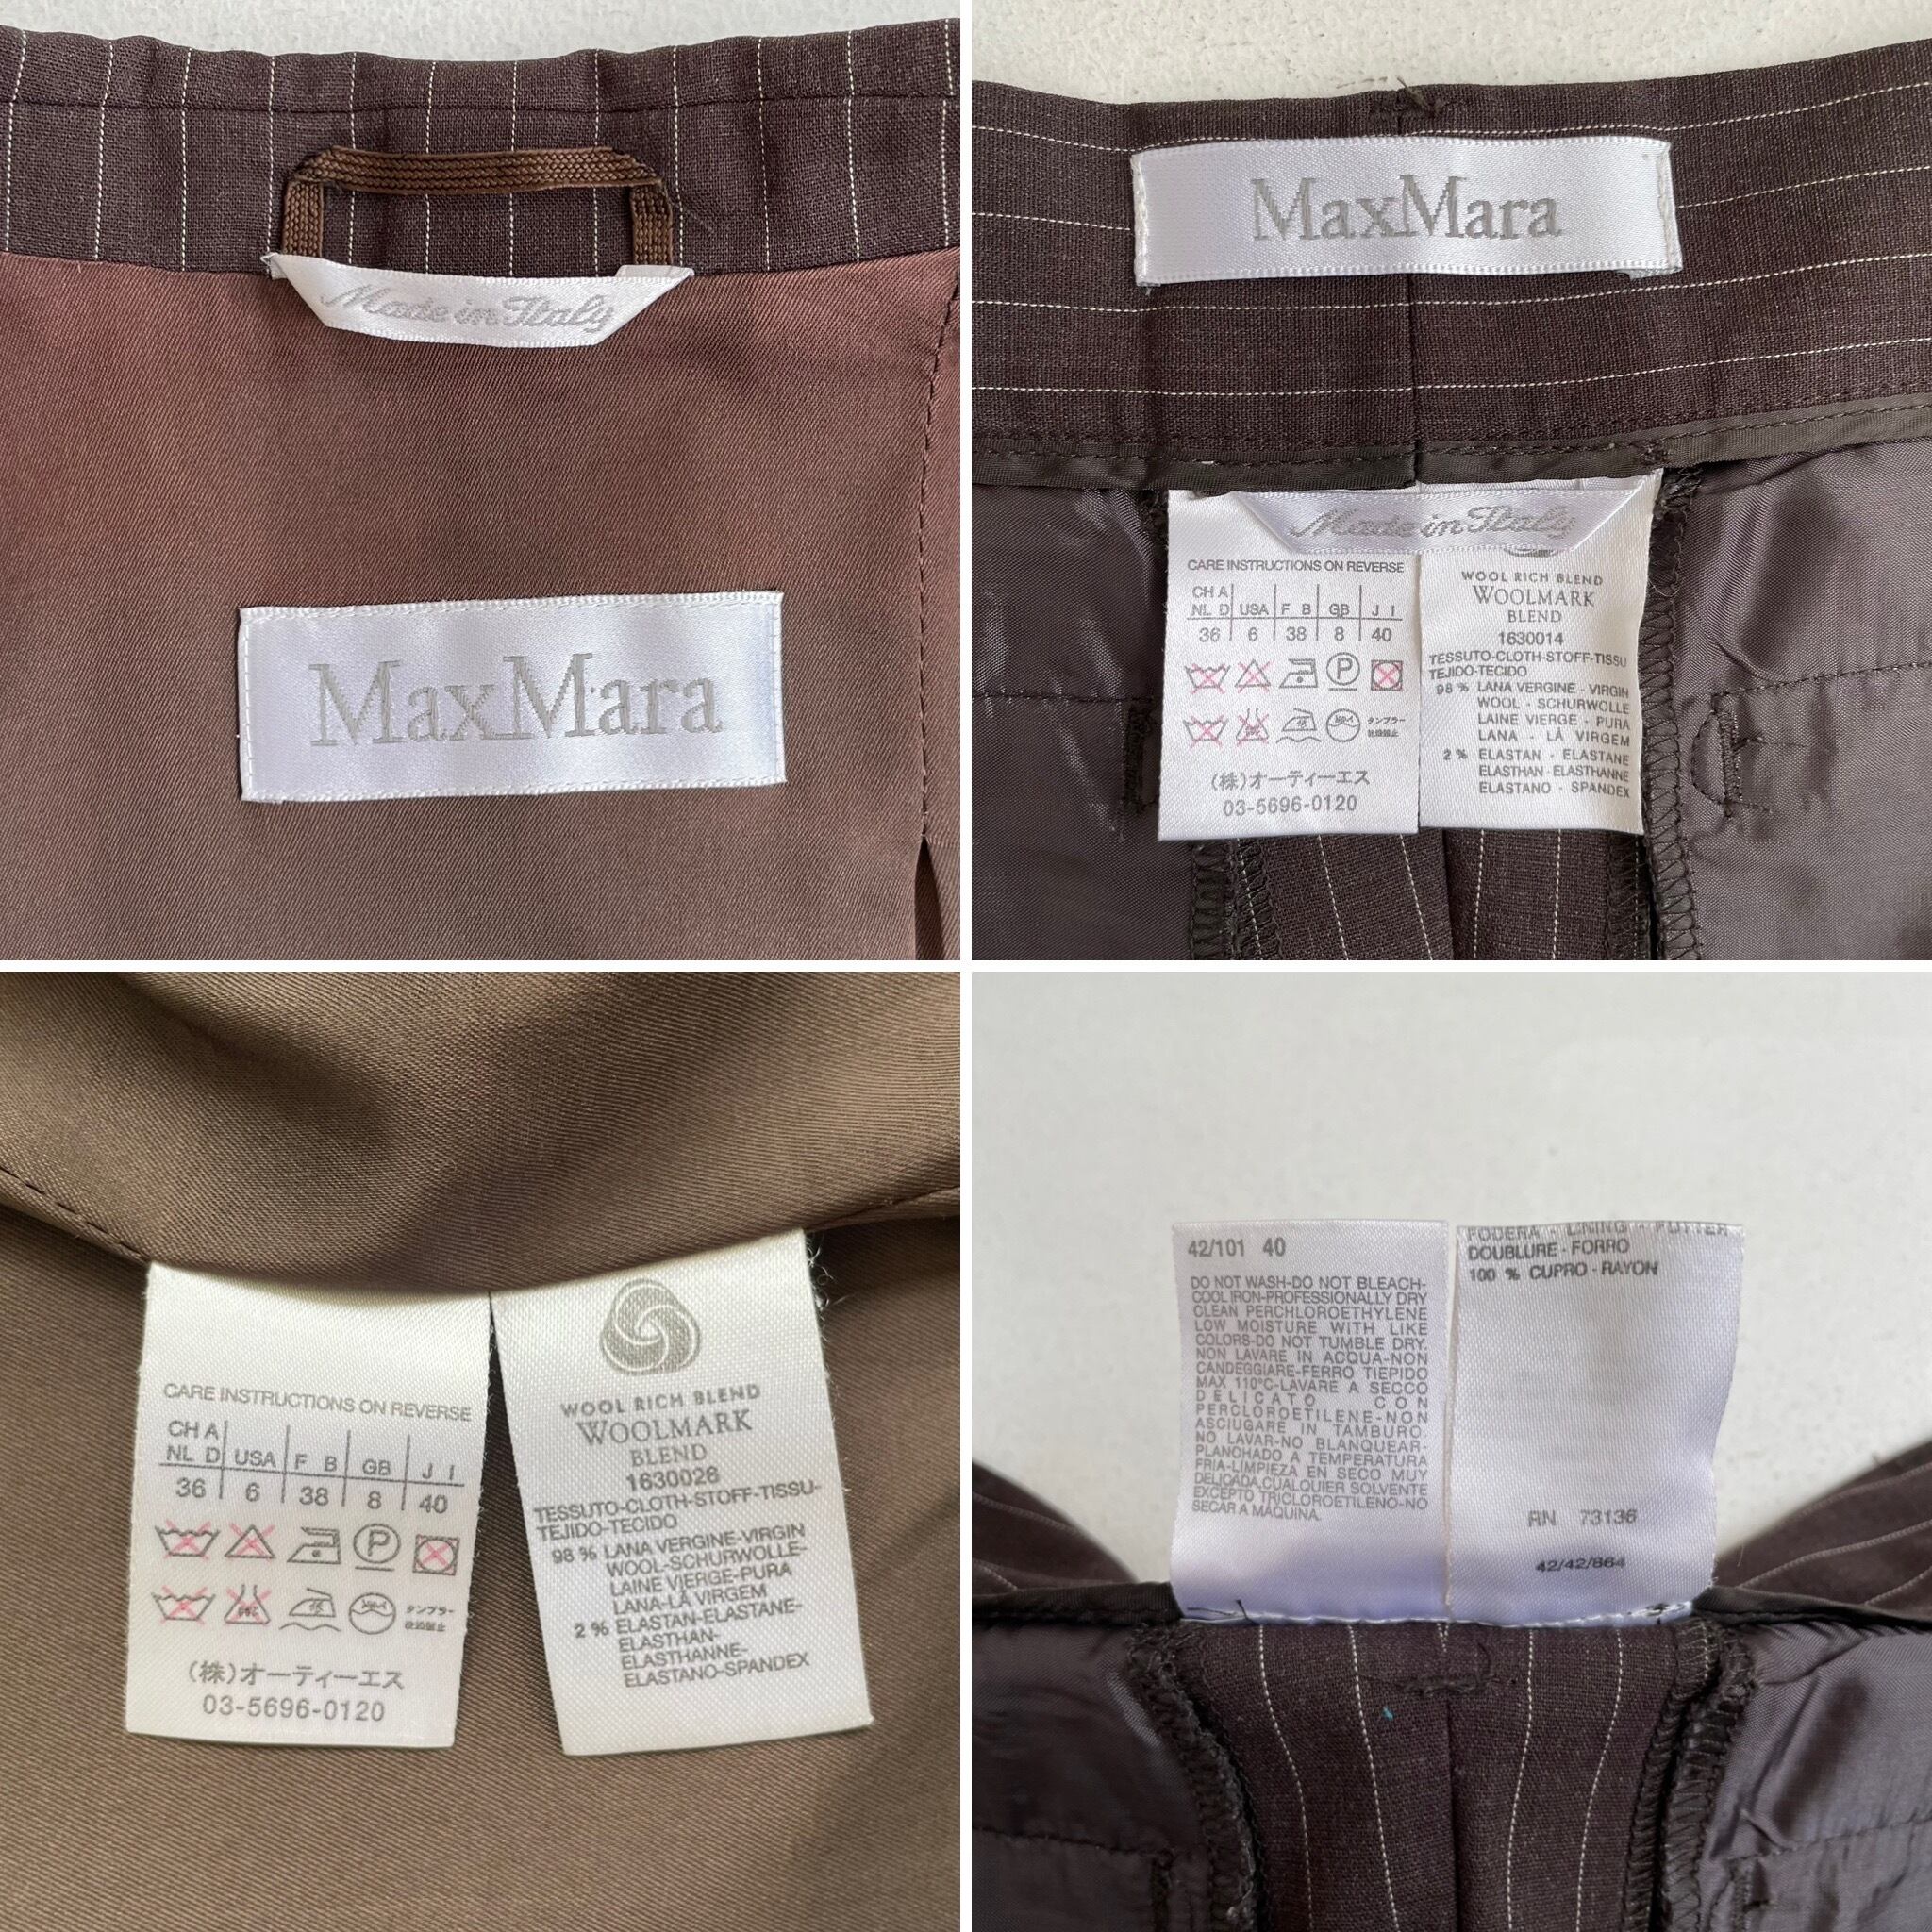 Made in Italy
MaxMara
MaxMara
Made in Italy
CARE INSTRUCTIONS ON REVERSE
CH A
NL D USA F B GB J I
36 6 38 8 40
P
タンブラー
(株)オーティーエス
03-5696-0120
WOOL RICH BLEND
WOOLMARK
BLEND
1630014
TESSUTO-CLOTH-STOFF-TISSU
TEJIDO-TECIDO
98 % LANA VERGINE - VIRGIN
WOOL - SCHURWOLLE
LAINE VIERGE - PURA
LANA - LÀ VIRGEM
2 % ELASTAN - ELASTANE
ELASTHAN - ELASTHANNE
ELASTANO - SPANDEX
CARE INSTRUCTIONS ON REVERSE
CH A
NL D USA F B GB J I
36 6 38 8 40
P
タンブラー
(株)オーティーエス
03-5696-0120
WOOL RICH BLEND
WOOLMARK
BLEND
1630028
TESSUTO-CLOTH-STOFF-TISSU-
TEJIDO-TECIDO
98 % LANA VERGINE-VIRGIN
WOOL-SCHURWOLLE-
LAINE VIERGE-PURA
LANA-LÀ VIRGEM
2 % ELASTAN-ELASTANE-
ELASTHAN-
ELASTHANNE-
ELASTANO-SPANDEX
42/101 40
DO NOT WASH-DO NOT BLEACH-
COOL IRON-PROFESSIONALLY DRY
CLEAN PERCHLOROETHYLENE
LOW MOISTURE WITH LIKE
COLORS-DO NOT TUMBLE DRY.
NON LAVARE IN ACQUA-NON
CANDEGGIARE-FERRO TIEPIDO
MAX 110°C-LAVARE A SECCO
DELICATO CON
PERCLOROETILENE-NON
ASCIUGARE IN TAMBURO.
NO LAVAR-NO BLANQUEAR-
PLANCHADO A TEMPERATURA
FRIA-LIMPIEZA EN SECO MUY
DELICADA, CUALQUIER SOLVENTE
EXCEPTO TRICLOROETILENO-NO
SECAR A MAQUINA.
FODERA - LINING - FUTTER
DOUBLURE - FORRO
100 % CUPRO - RAYON
RN 73136
42/42/864